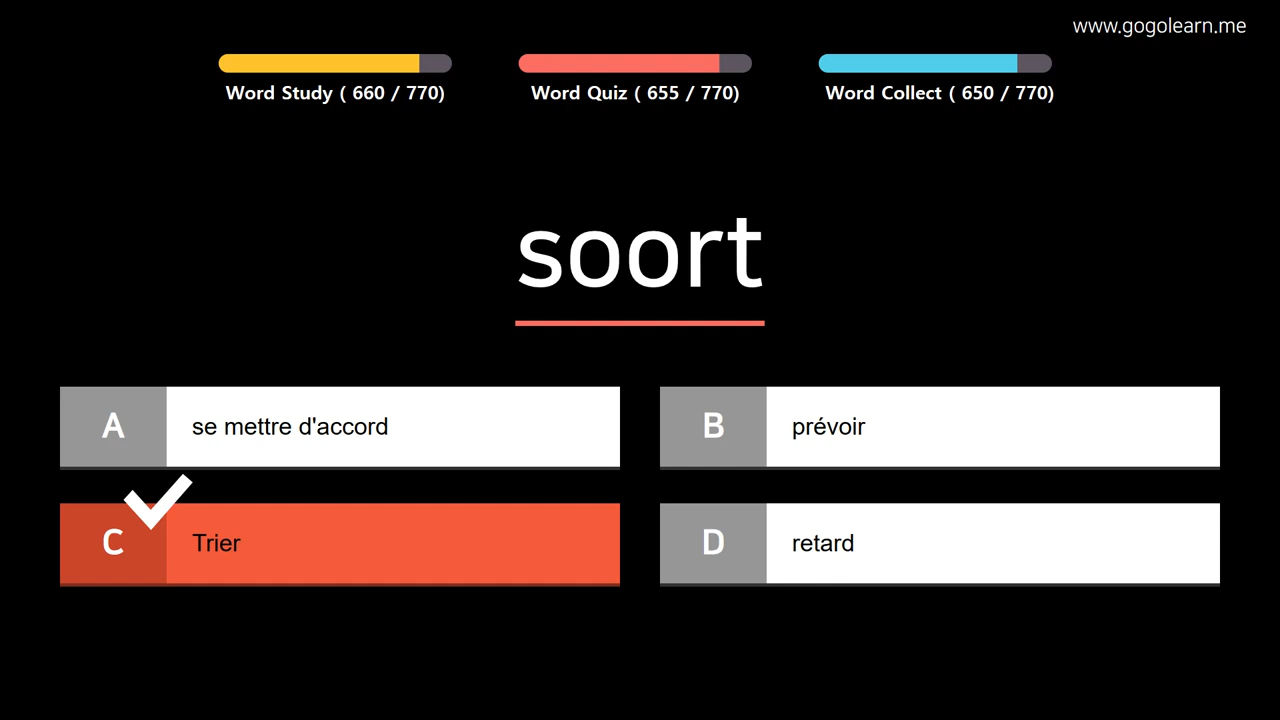 www.gogolearn.me
Word Study ( 660 / 770)
Word Quiz ( 655 / 770)
Word Collect ( 650 / 770)
soort
A se mettre d'accord
B prévoir
C Trier
D retard